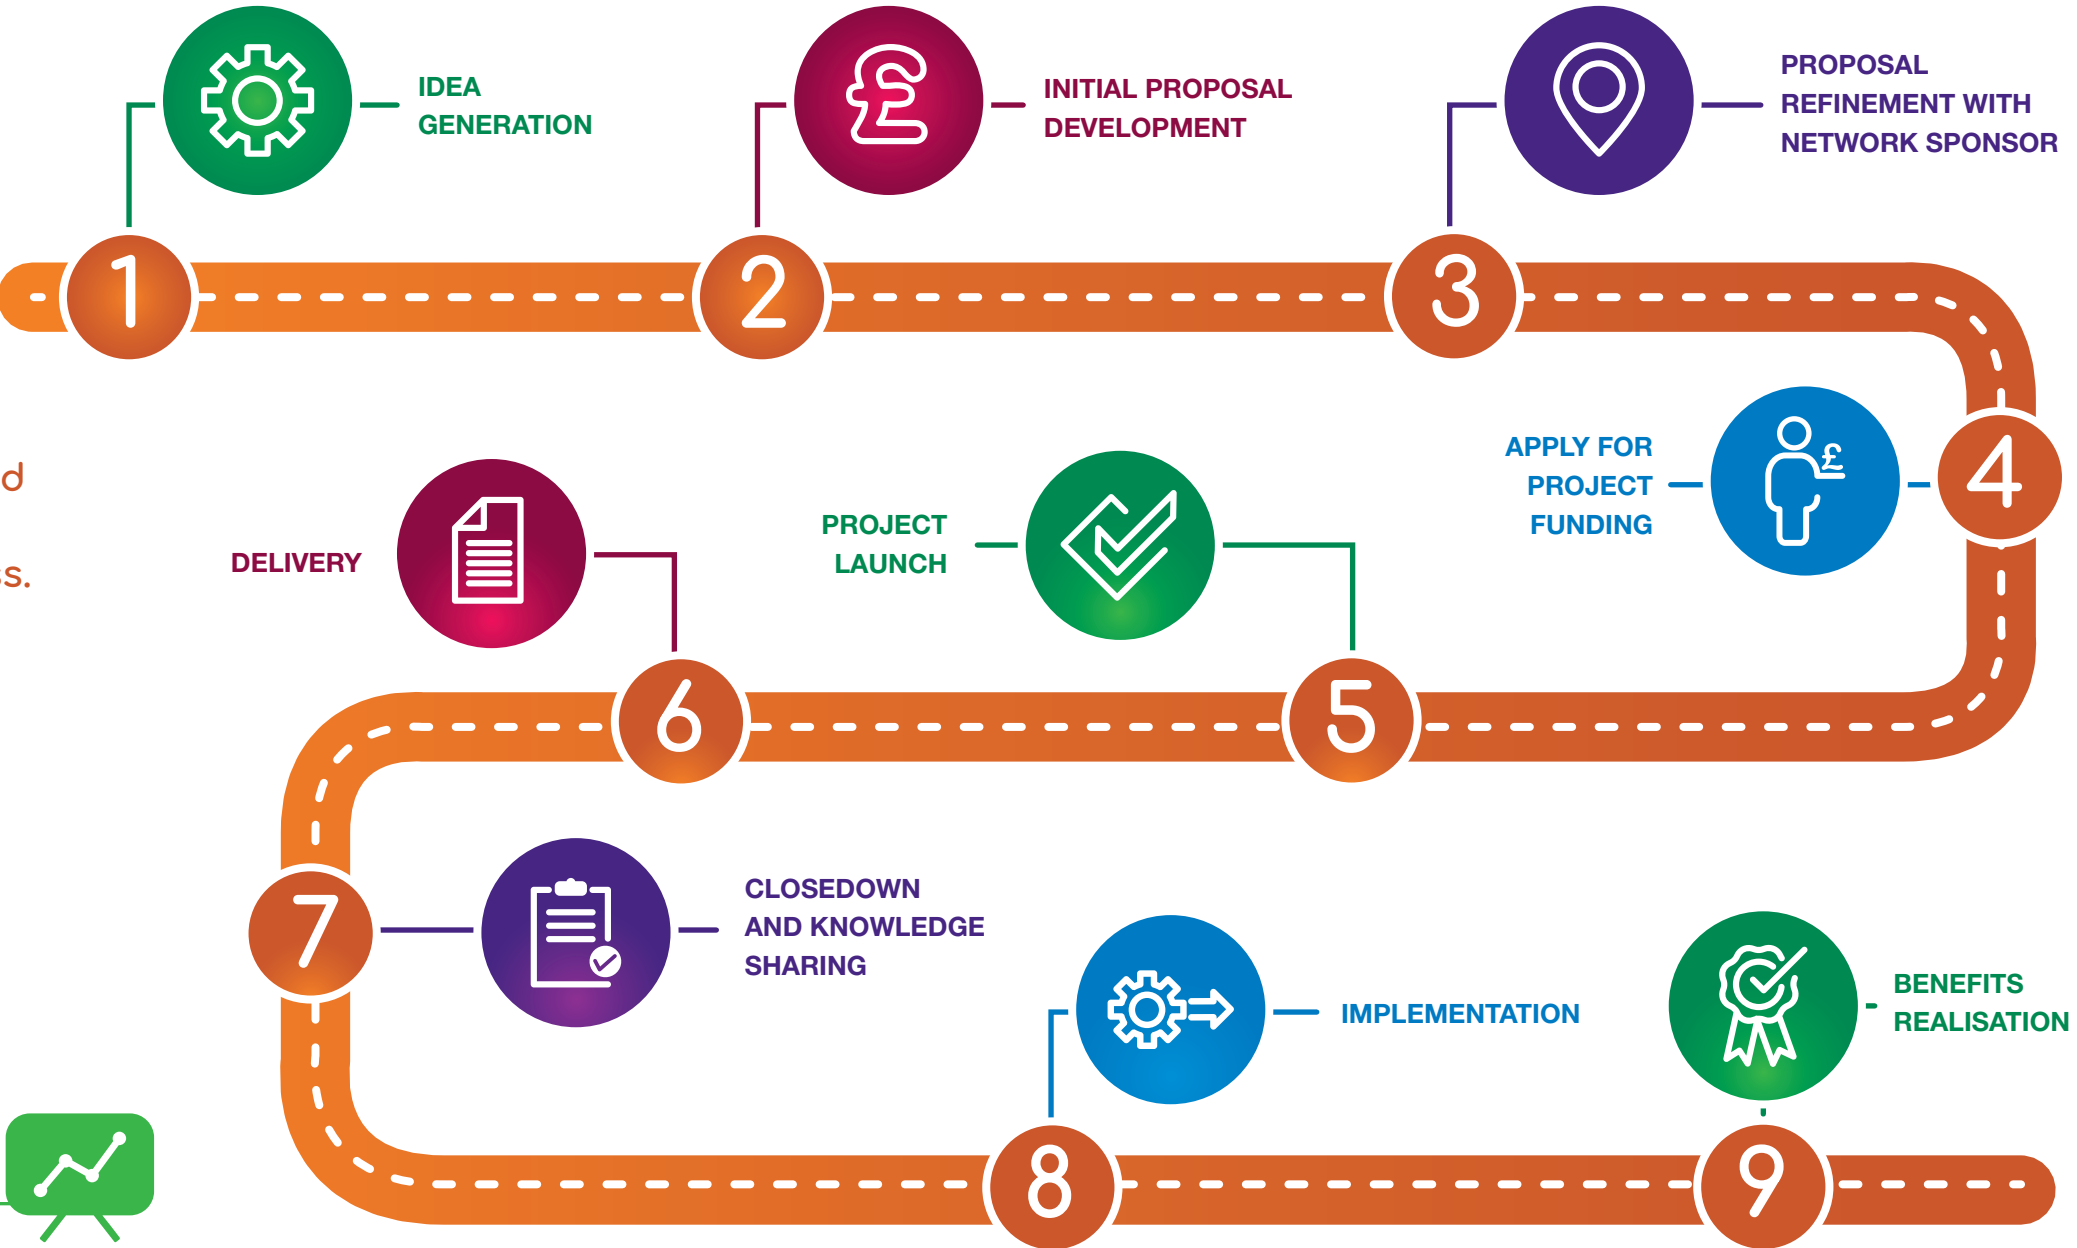 IDEA
GENERATION
INITIAL PROPOSAL
DEVELOPMENT
PROPOSAL
REFINEMENT WITH
NETWORK SPONSOR
1
2
3
APPLY FOR
PROJECT
FUNDING
£
4
d
s.
DELIVERY
PROJECT
LAUNCH
6
5
7
CLOSEDOWN
AND KNOWLEDGE
SHARING
IMPLEMENTATION
BENEFITS
REALISATION
8
9